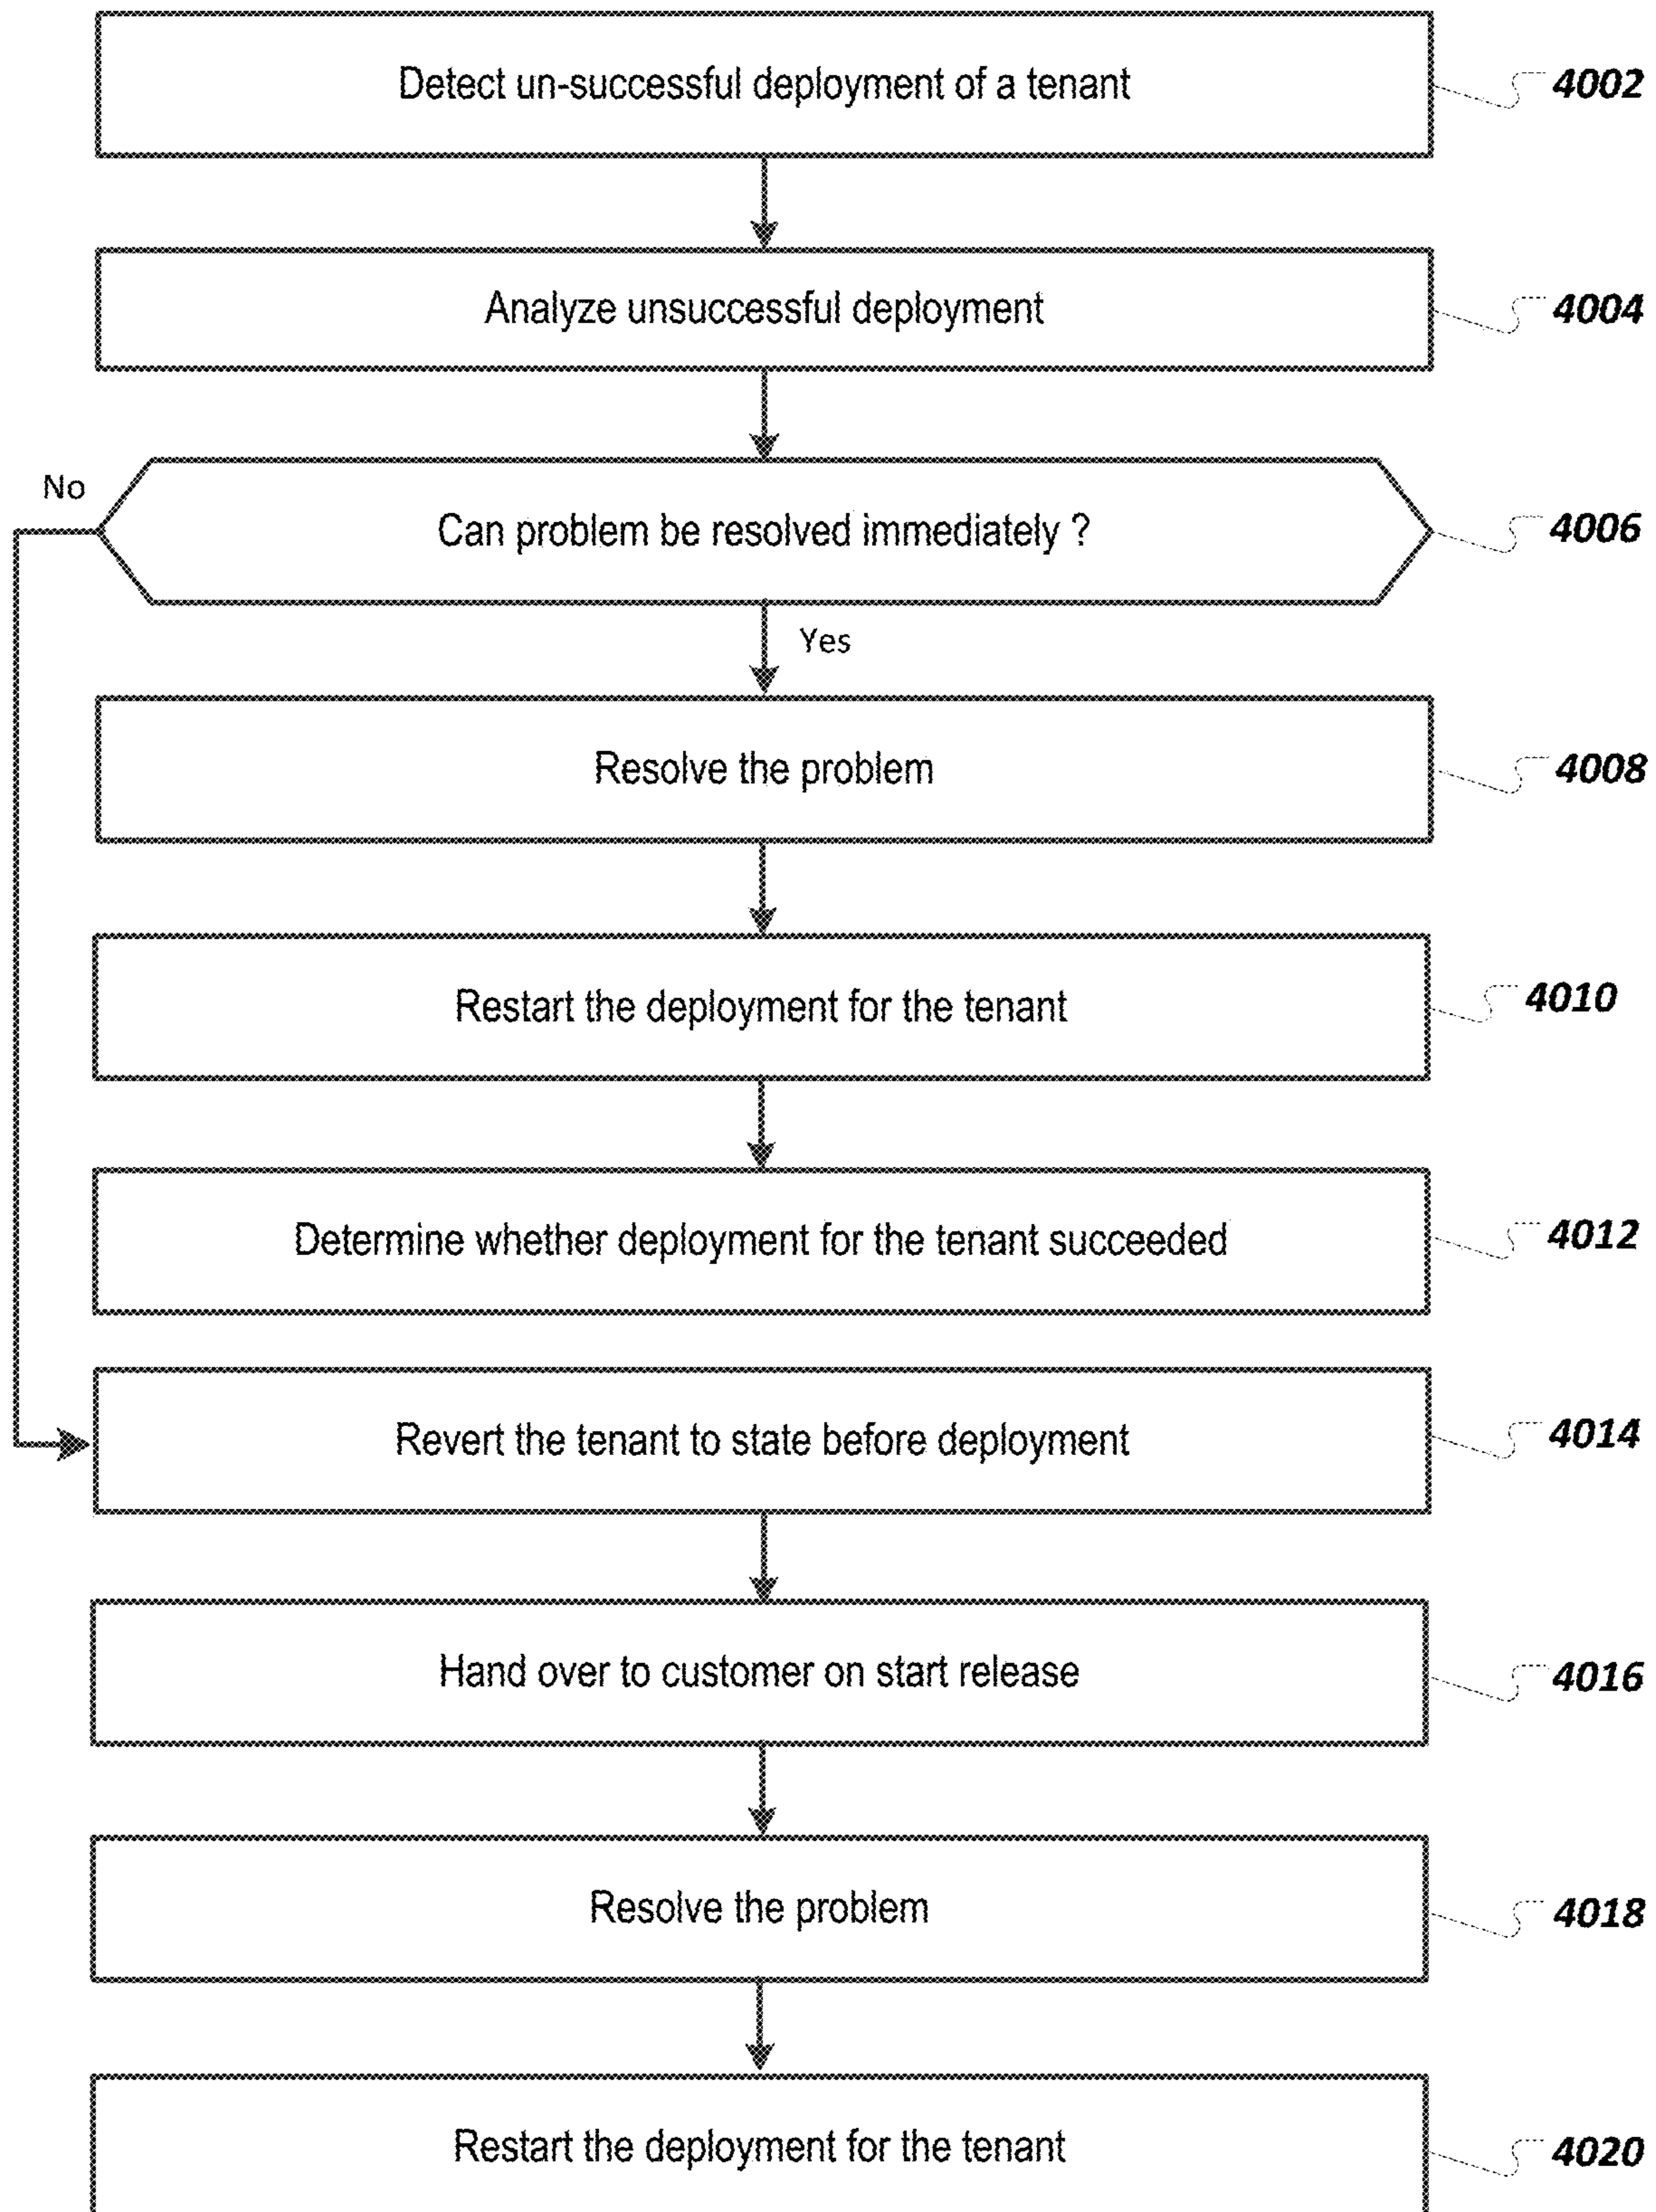 Detect un-successful deployment of a tenant
4002
Analyze unsuccessful deployment
4004
No
Can problem be resolved immediately ?
4006
Yes
Resolve the problem
4008
Restart the deployment for the tenant
4010
Determine whether deployment for the tenant succeeded
4012
Revert the tenant to state before deployment
4014
Hand over to customer on start release
4016
Resolve the problem
4018
Restart the deployment for the tenant
4020